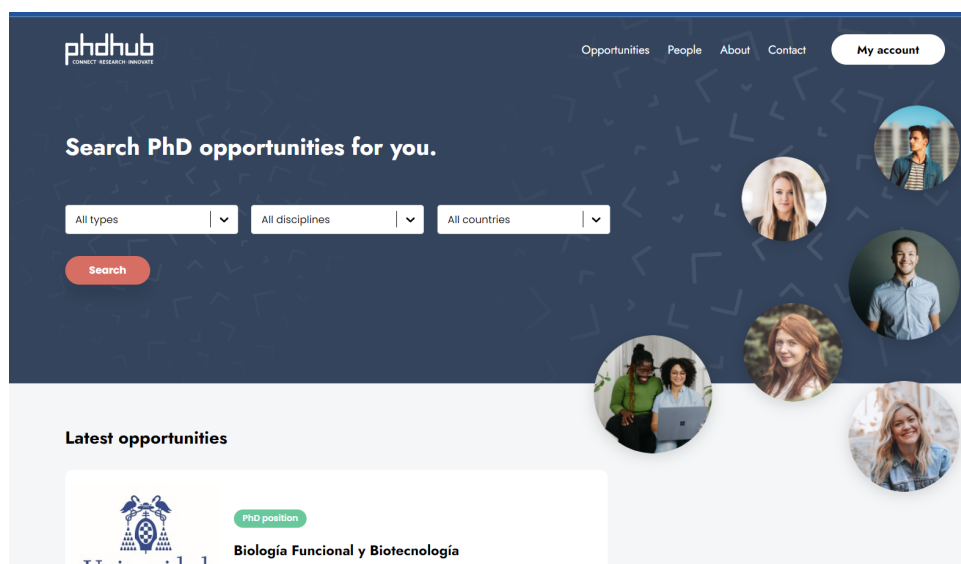 phdhub
CONNECT·RESEARCH·INNOVATE
Opportunities People About Contact My account
Search PhD opportunities for you.
All types All disciplines All countries
Search
Latest opportunities
PhD position
Biología Funcional y Biotecnología